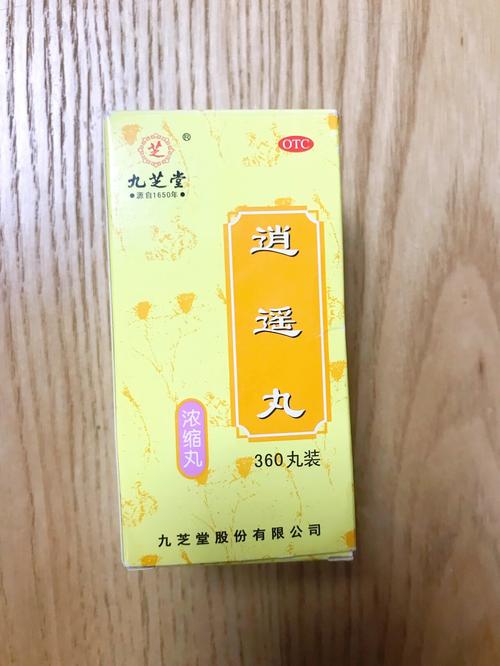 芝
®
九芝堂
●源自1650年●
OTC
逍遥丸
浓缩丸
360丸装
九芝堂股份有限公司